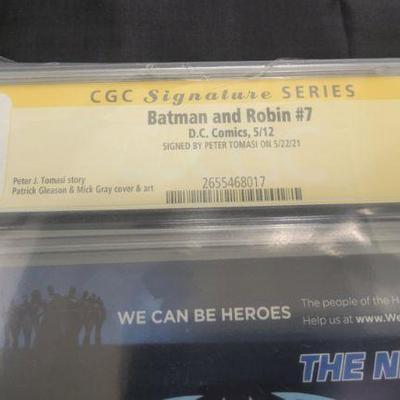 CGC Signature SERIES
Batman and Robin #7
D.C. Comics, 5/12
SIGNED BY PETER TOMASI ON 5/22/21
Peter J. Tomasi story
Patrick Gleason & Mick Gray cover & art
2655468017
WE CAN BE HEROES
The people of the H
Help us at www.We
THE N